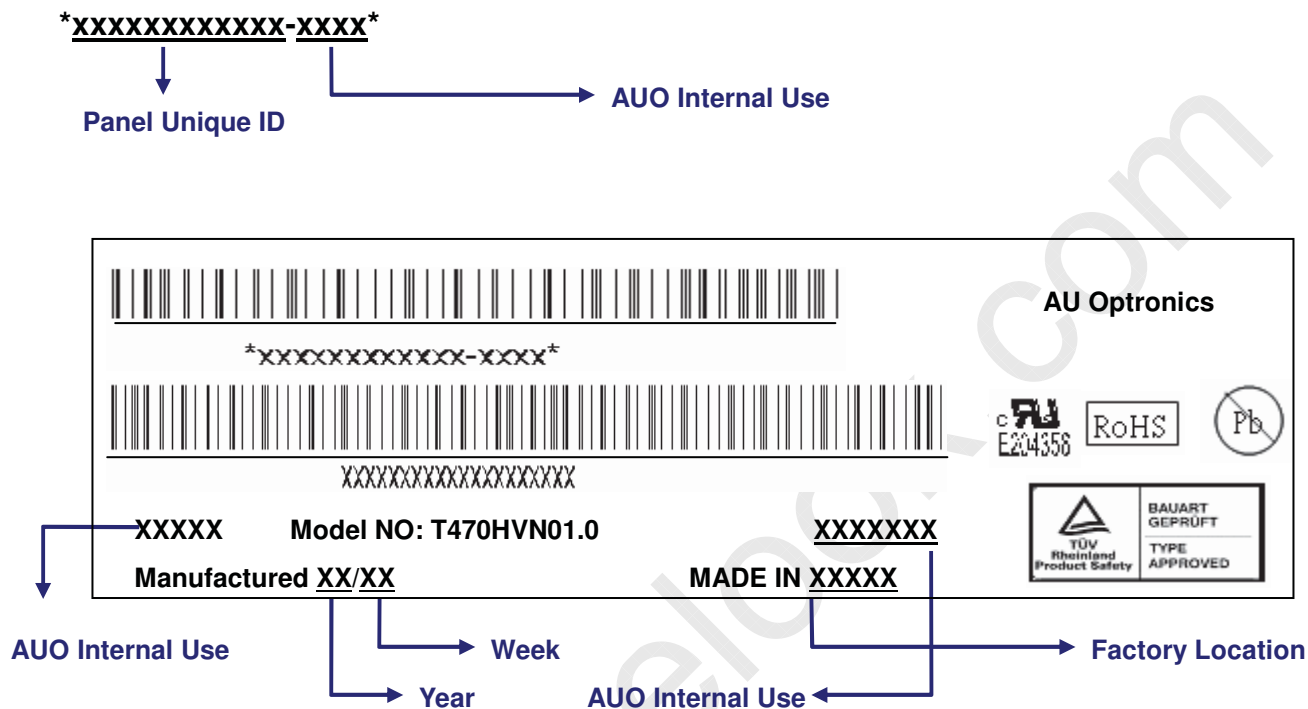 *xxxxxxxxxxxx-xxxx*
AUO Internal Use
Panel Unique ID
AU Optronics
*xxxxxxxxxxxx-xxxx*
c
E204356
RoHS
Pb
XXXXXXXXXXXXXXXXXXXX
XXXXX Model NO: T470HVN01.0 XXXXXXX
TÜV
Rheinland
Product Safety
BAUART
GEPRÜFT
TYPE
APPROVED
Manufactured XX/XX MADE IN XXXXX
AUO Internal Use
Week
Factory Location
Year
AUO Internal Use